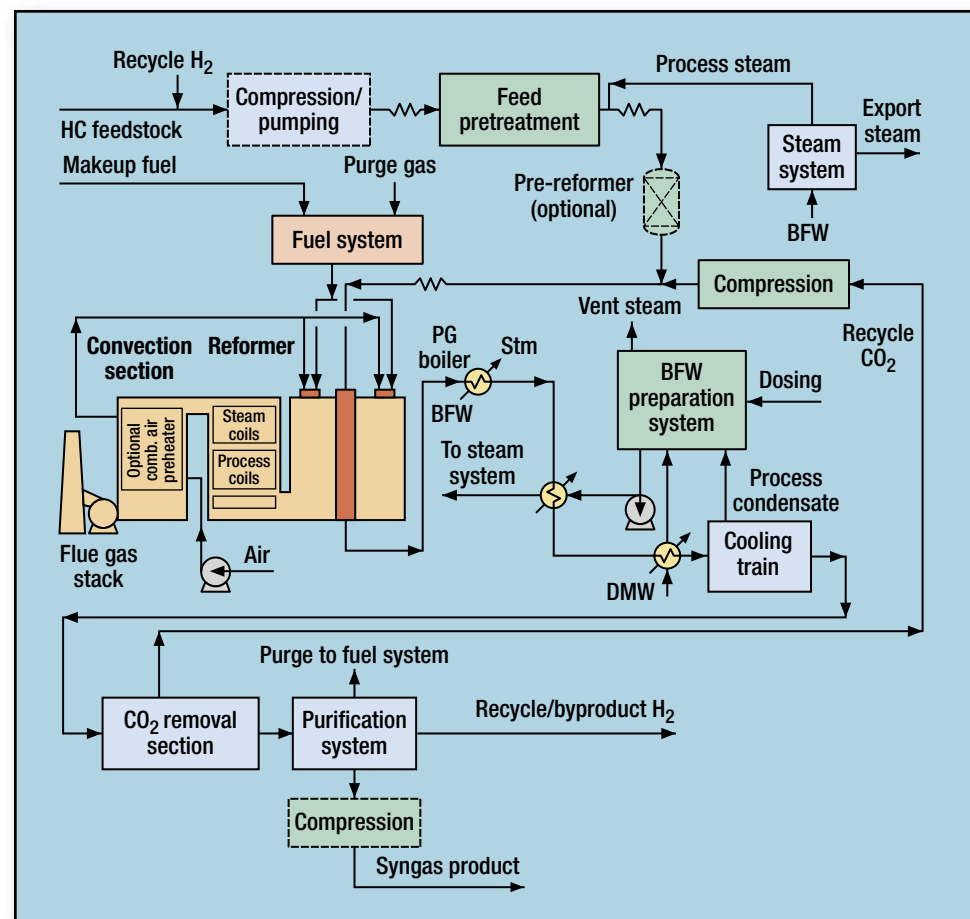 Recycle H2
HC feedstock
Compression/
pumping
Feed
pretreatment
Process steam
Export
steam
Steam
system
BFW
Makeup fuel
Purge gas
Fuel system
Pre-reformer
(optional)
Compression
Recycle
CO2
Vent steam
Convection
section
Reformer
PG
boiler
Stm
BFW
BFW
preparation
system
Dosing
Optional
comb. air
preheater
Steam
coils
Process
coils
To steam
system
Process
condensate
Cooling
train
DMW
Flue gas
stack
Air
Purge to fuel system
CO2 removal
section
Purification
system
Recycle/byproduct H2
Compression
Syngas product